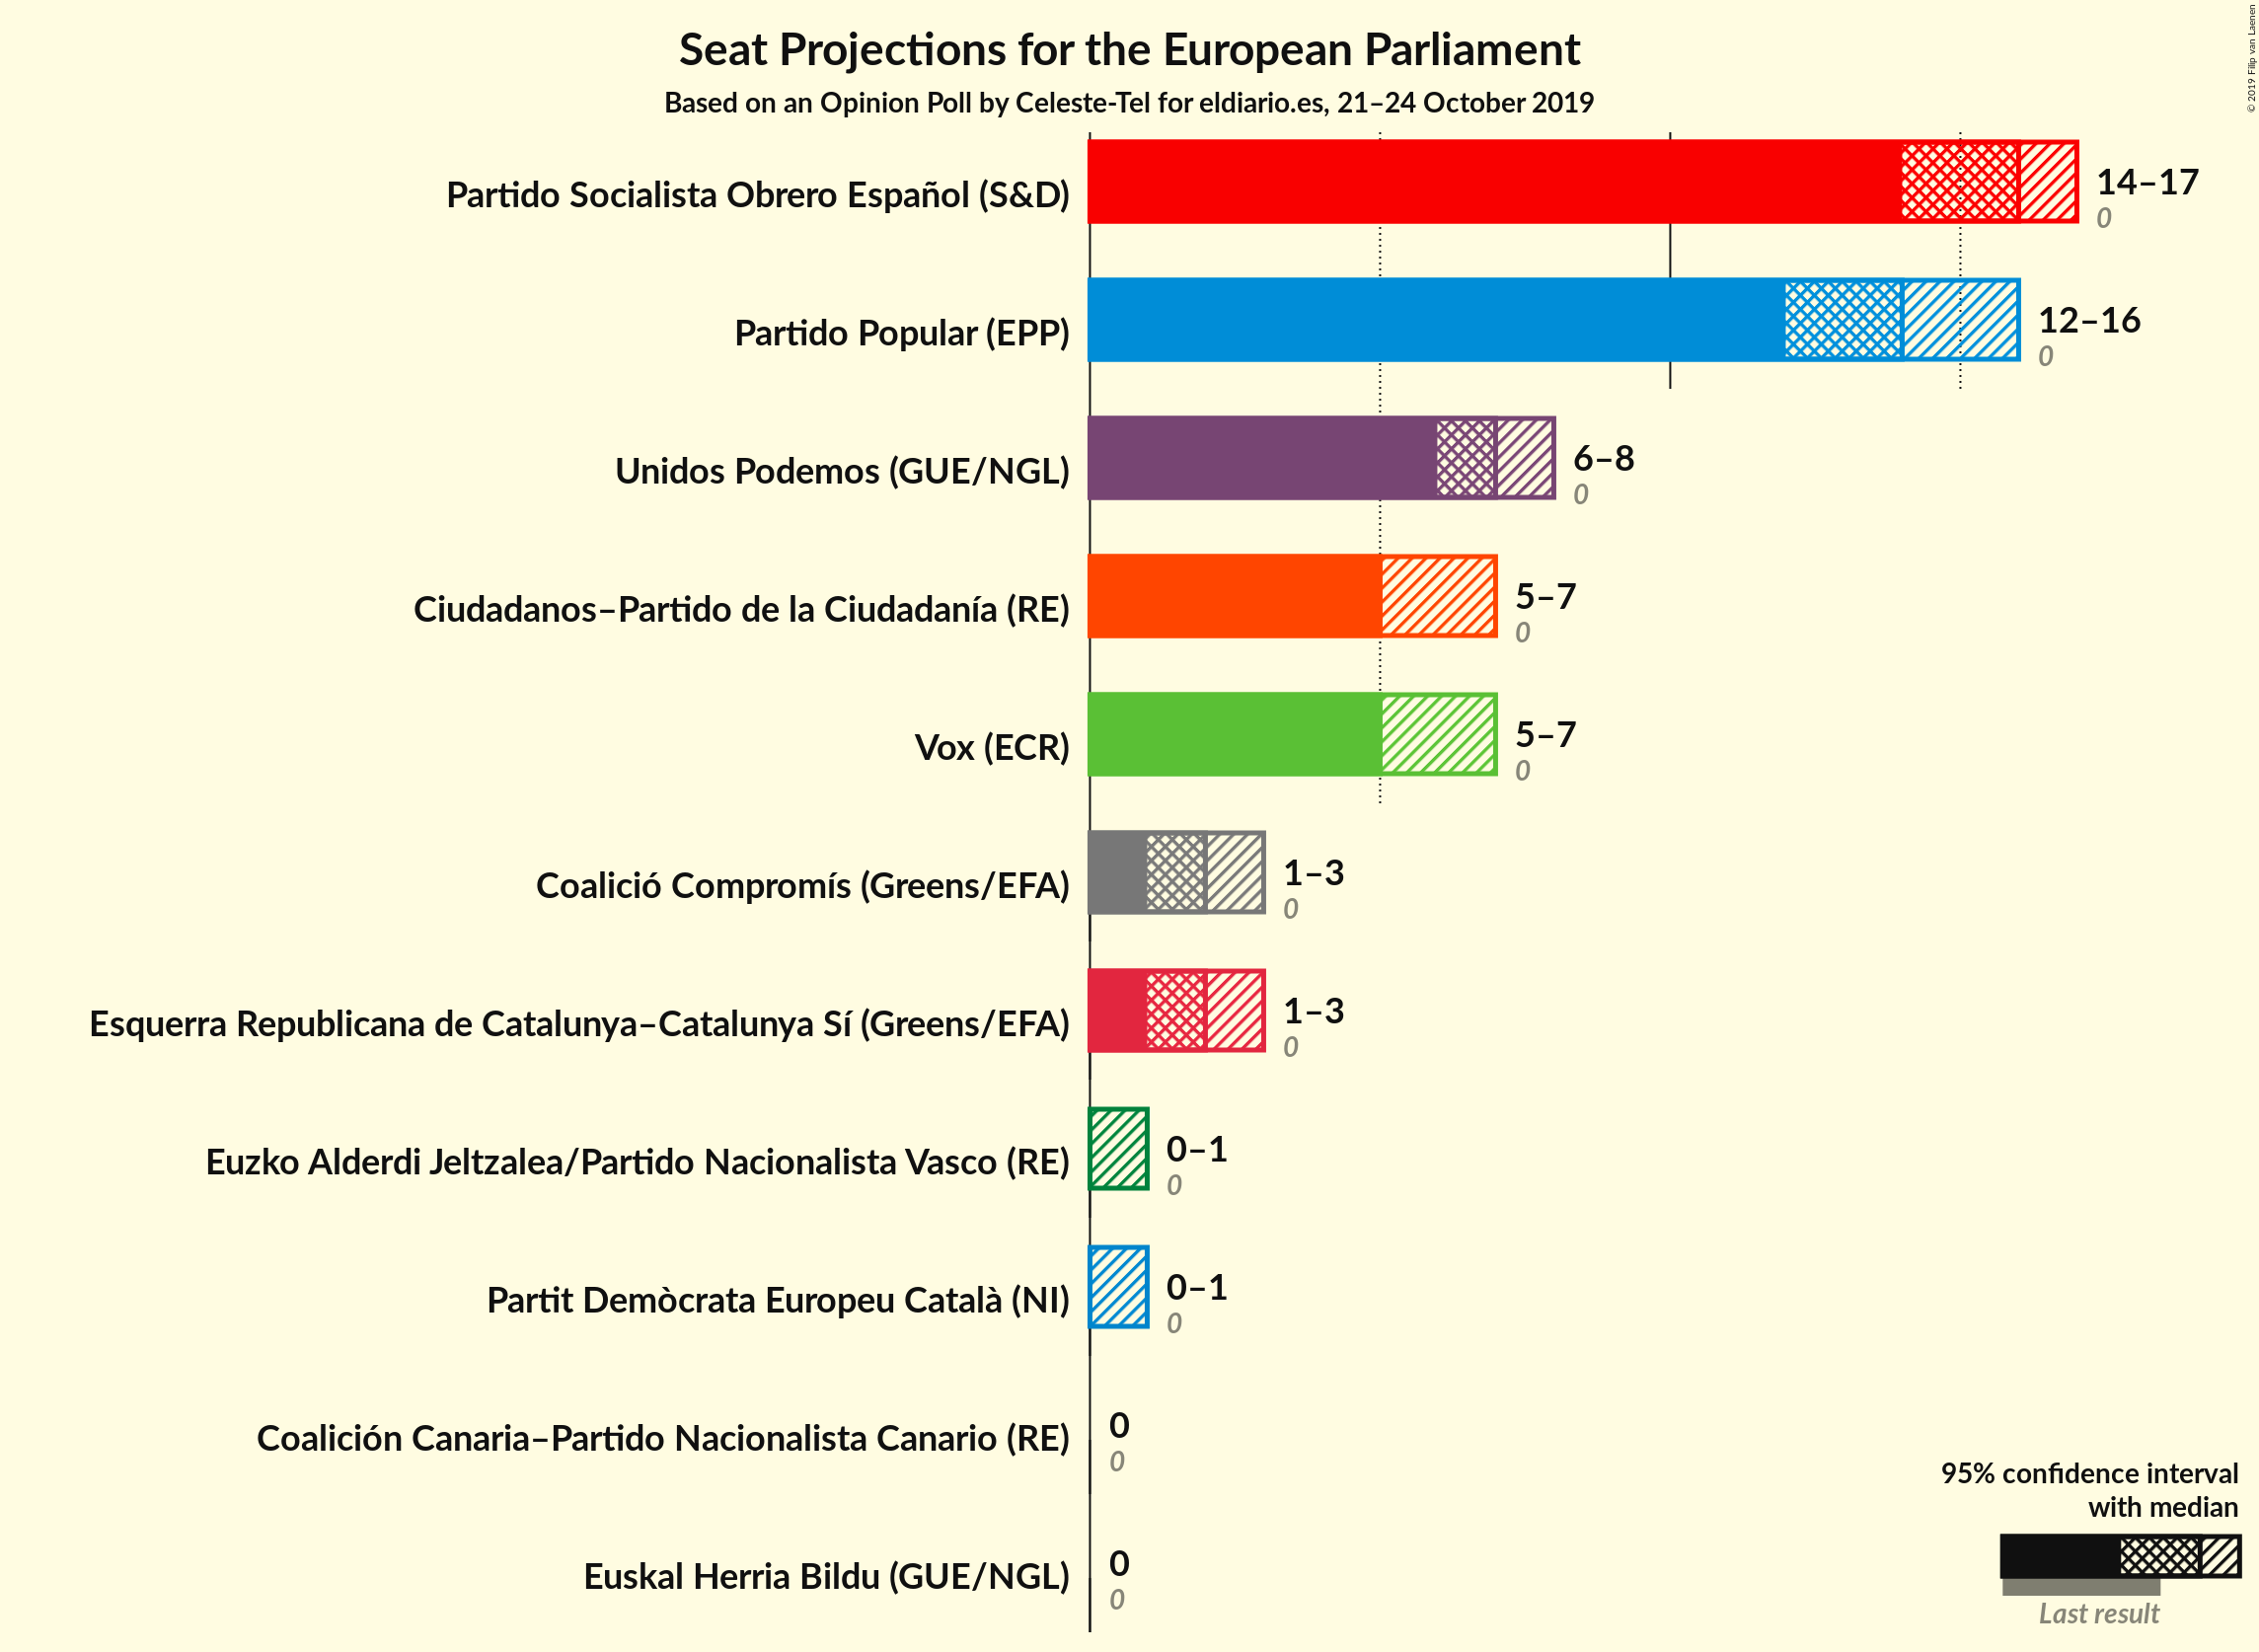 Seat Projections for the European Parliament
Based on an Opinion Poll by Celeste-Tel for eldiario.es, 21–24 October 2019
© 2019 Filip van Laenen
Partido Socialista Obrero Español (S&D)
14–17
0
Partido Popular (EPP)
12–16
0
Unidos Podemos (GUE/NGL)
6–8
0
Ciudadanos–Partido de la Ciudadanía (RE)
5–7
0
Vox (ECR)
5–7
0
Coalició Compromís (Greens/EFA)
1–3
0
Esquerra Republicana de Catalunya–Catalunya Sí (Greens/EFA)
1–3
0
Euzko Alderdi Jeltzalea/Partido Nacionalista Vasco (RE)
0–1
0
Partit Demòcrata Europeu Català (NI)
0–1
0
Coalición Canaria–Partido Nacionalista Canario (RE)
0
0
Euskal Herria Bildu (GUE/NGL)
0
0
95% confidence interval
with median
Last result